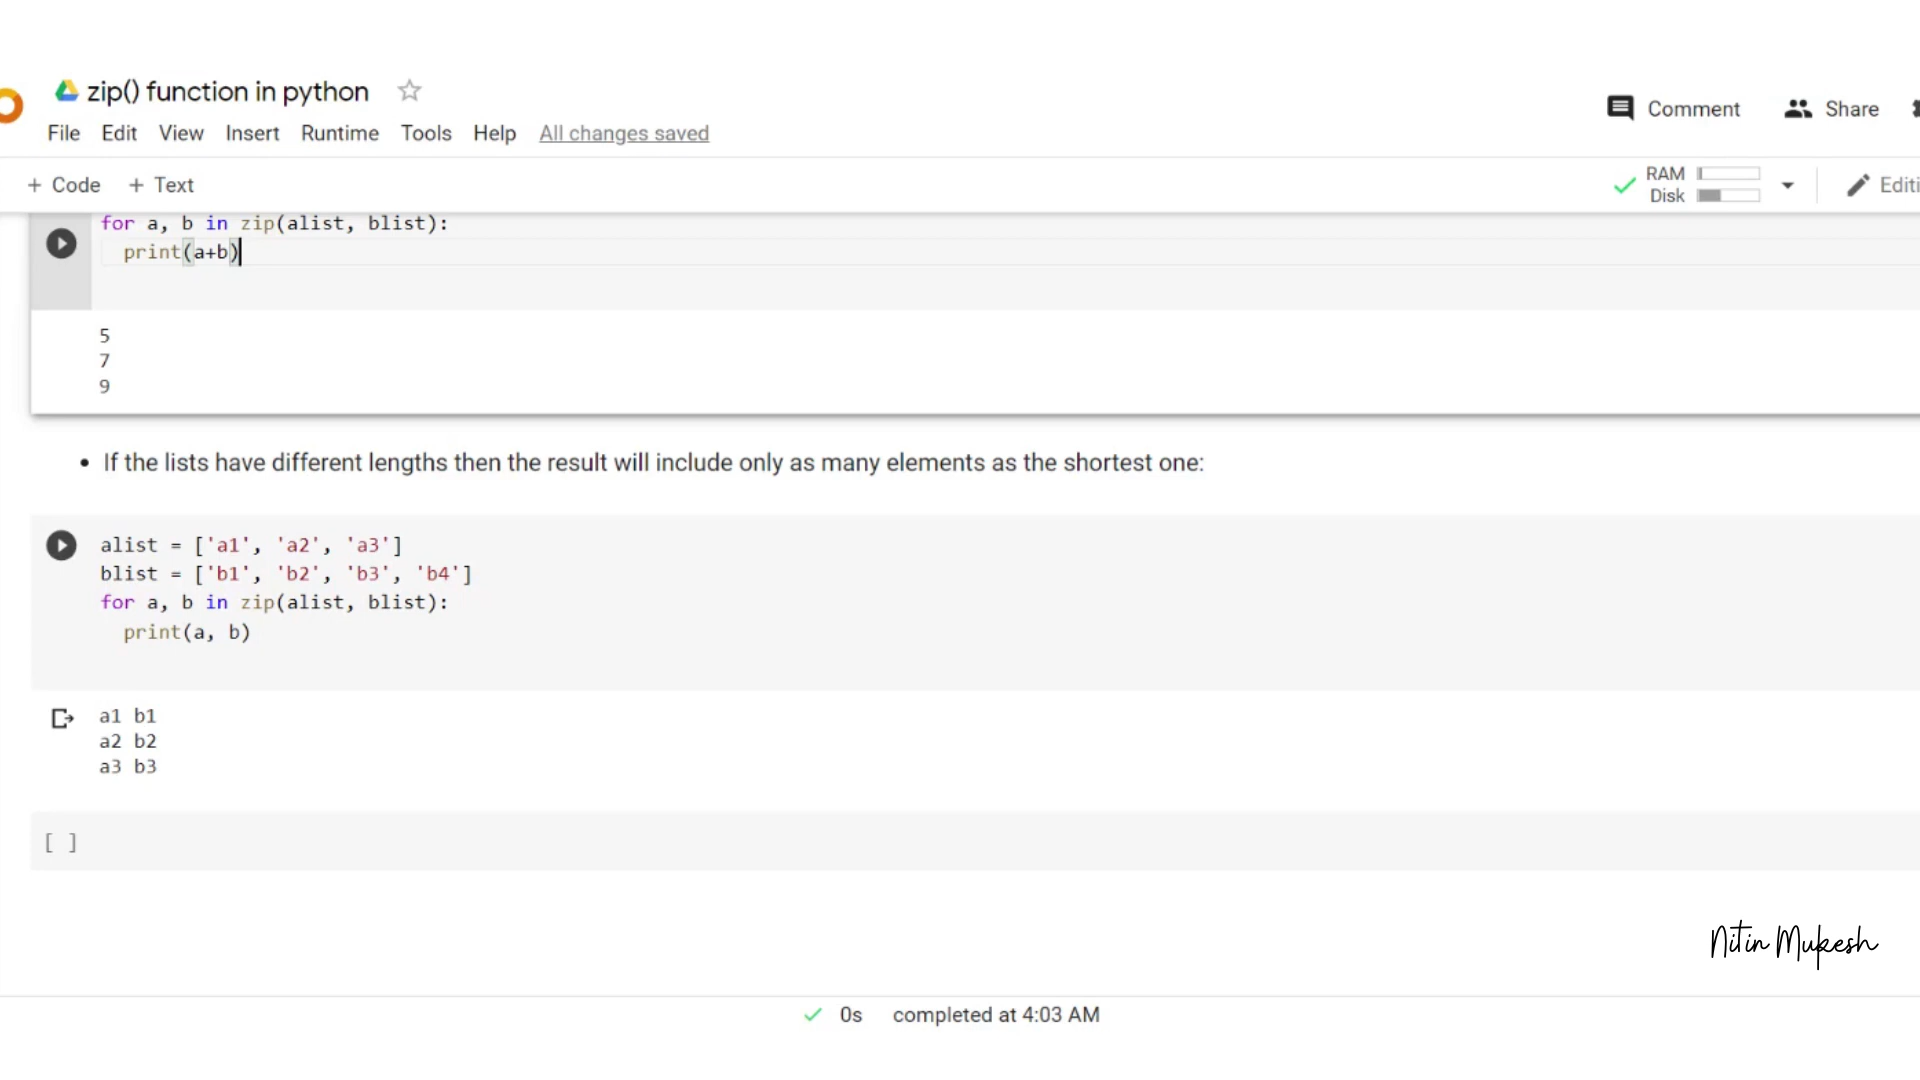 zip() function in python
File Edit View Insert Runtime Tools Help All changes saved
Comment Share
+ Code + Text
RAM
Disk
Editi
for a, b in zip(alist, blist):
print(a+b)
5
7
9
• If the lists have different lengths then the result will include only as many elements as the shortest one:
alist = ['a1', 'a2', 'a3']
blist = ['b1', 'b2', 'b3', 'b4']
for a, b in zip(alist, blist):
print(a, b)
a1 b1
a2 b2
a3 b3
[ ]
Nitin Mukesh
0s completed at 4:03 AM